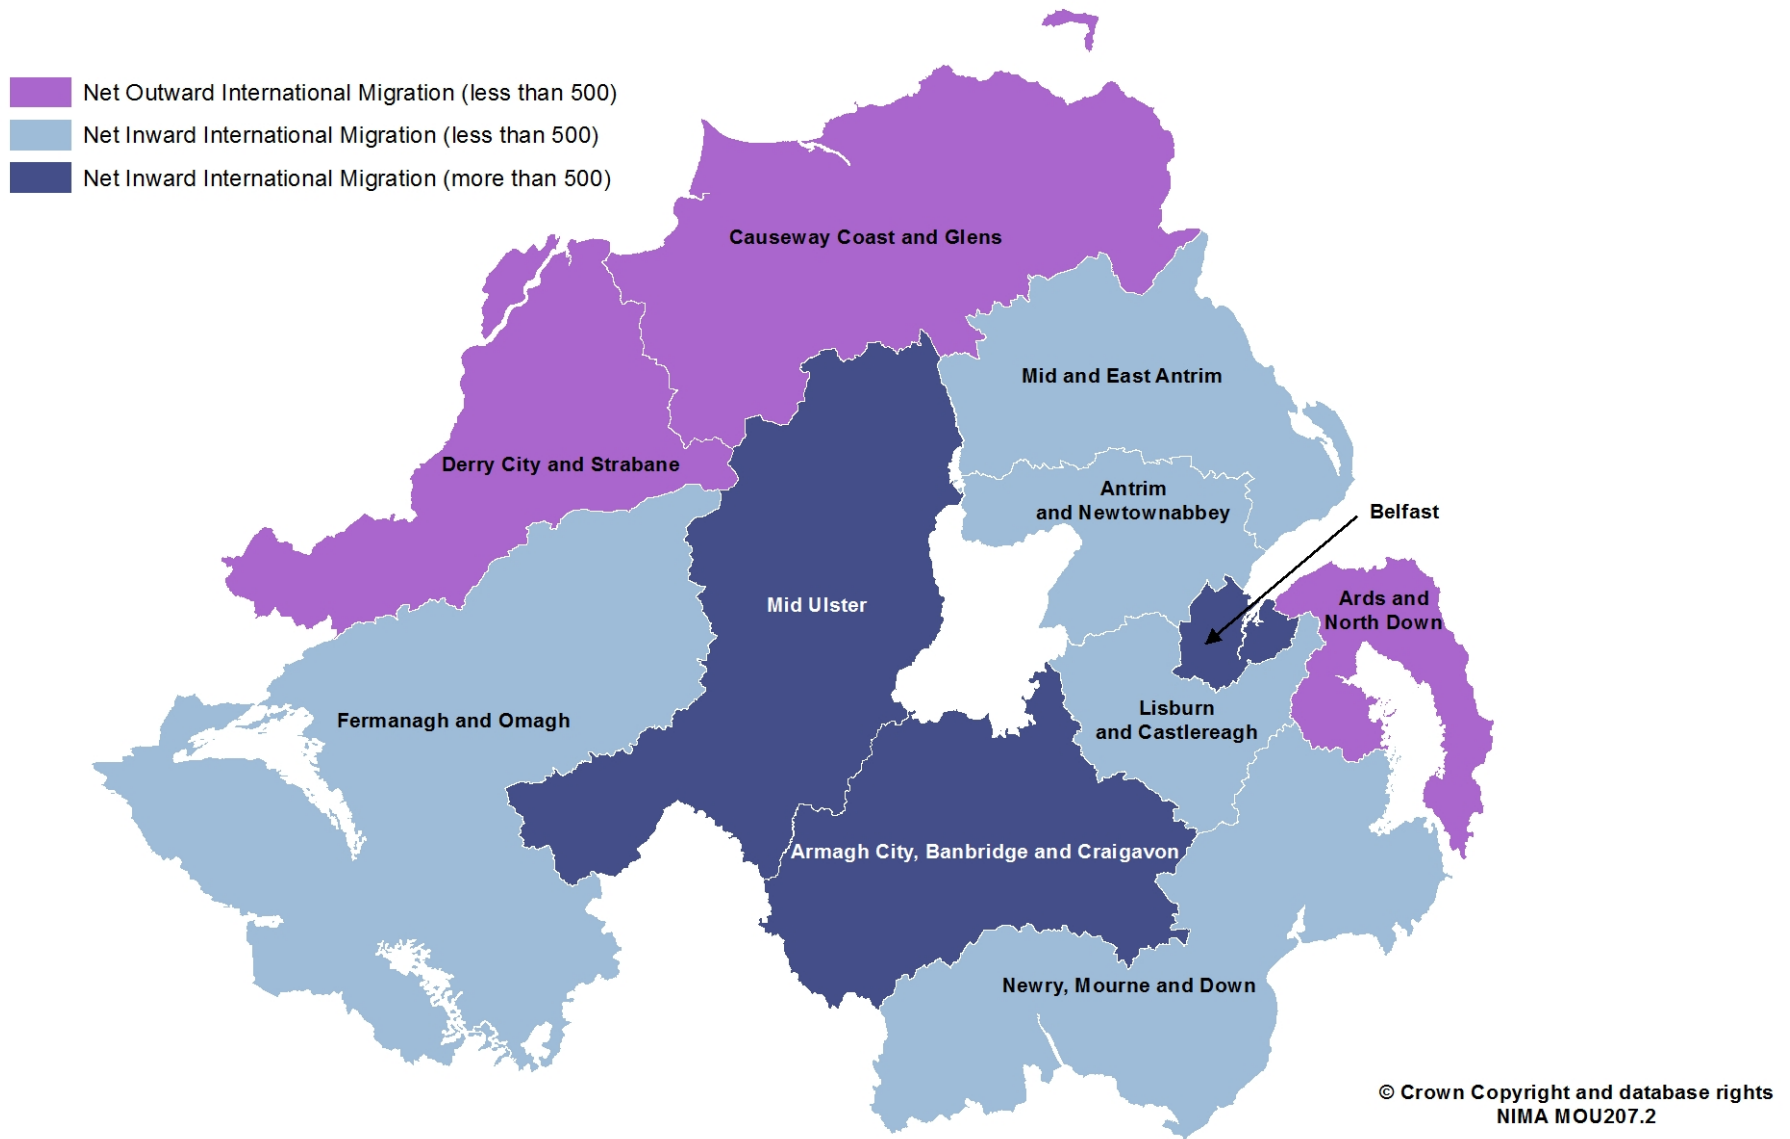 Net Outward International Migration (less than 500)
Net Inward International Migration (less than 500)
Net Inward International Migration (more than 500)
Causeway Coast and Glens
Mid and East Antrim
Derry City and Strabane
Antrim
and Newtownabbey
Belfast
Mid Ulster
Ards and
North Down
Fermanagh and Omagh
Lisburn
and Castlereagh
Armagh City, Banbridge and Craigavon
Newry, Mourne and Down
© Crown Copyright and database rights
NIMA MOU207.2